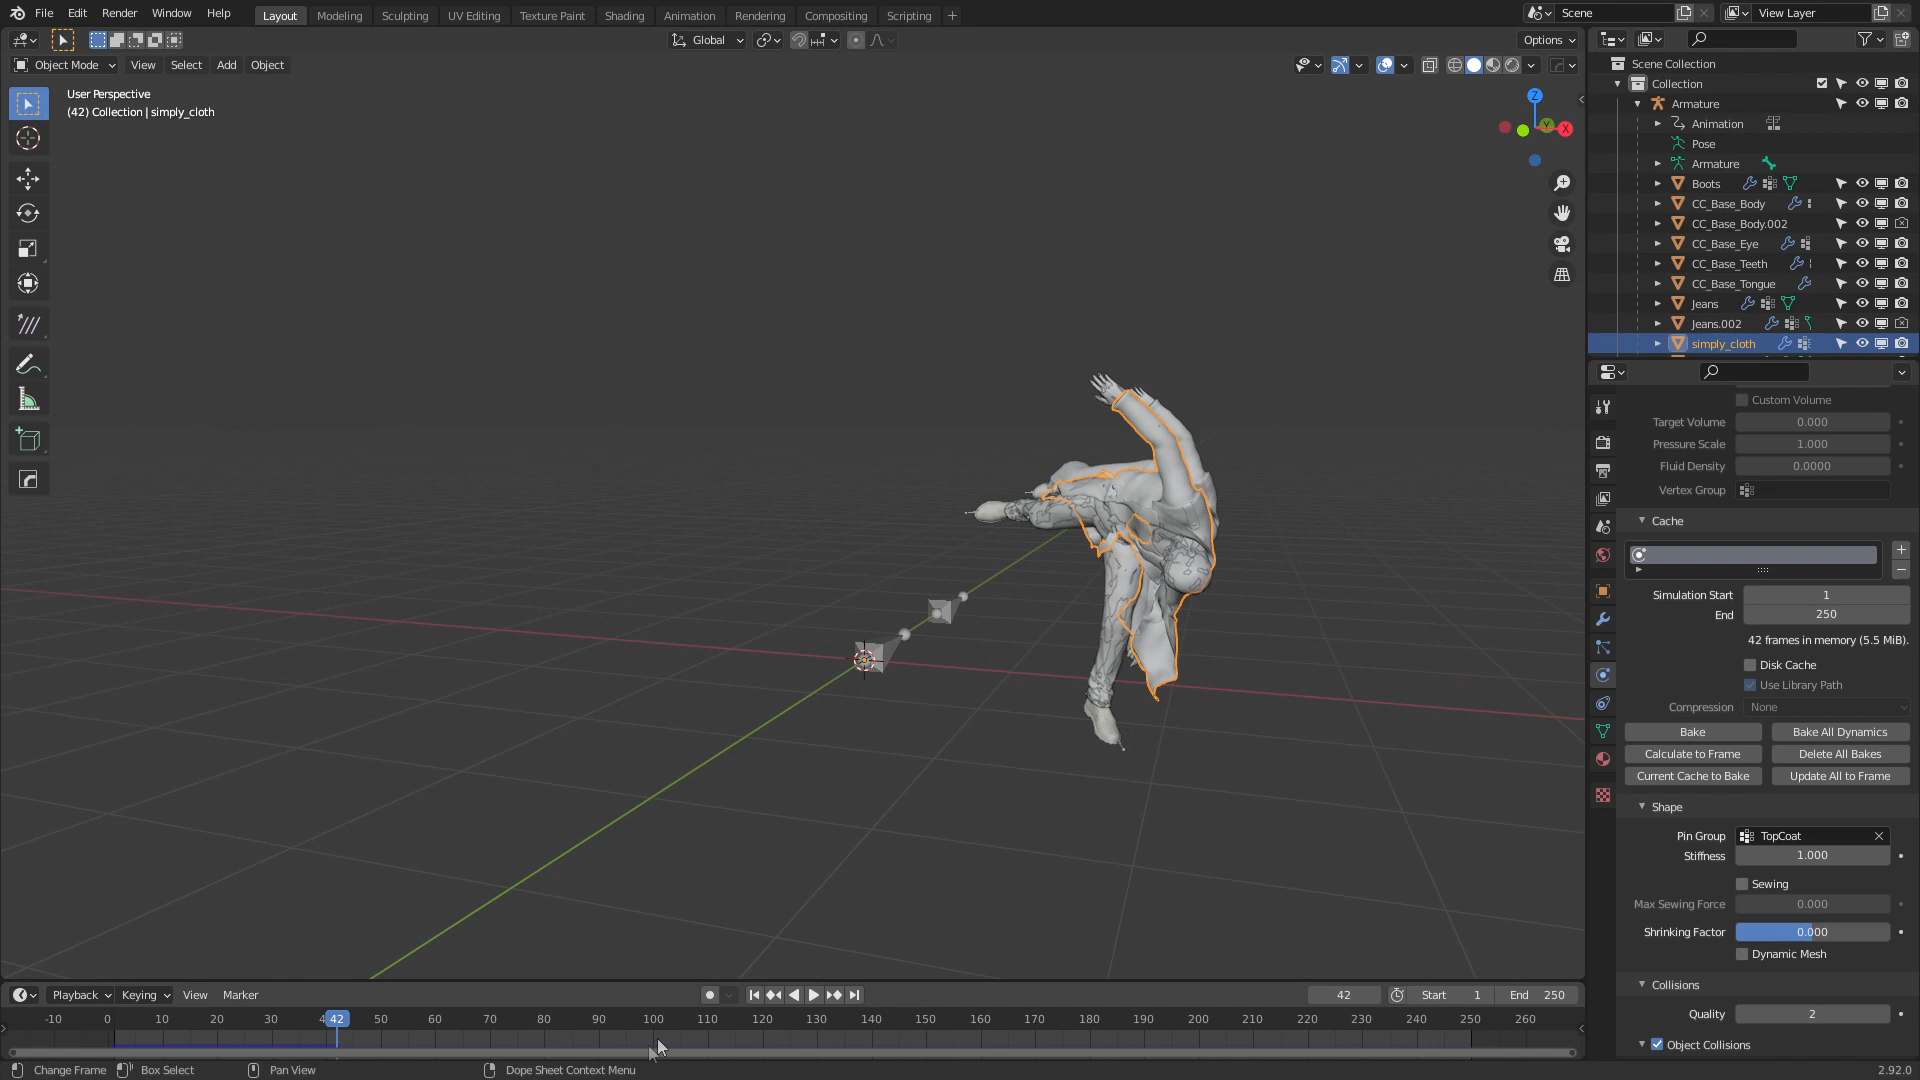 File Edit Render Window Help Layout Modeling Sculpting UV Editing Texture Paint Shading Animation Rendering Compositing Scripting + Scene View Layer
Global Options
Object Mode View Select Add Object
User Perspective
(42) Collection | simply_cloth
Z
Y
X
Scene Collection
Collection
Armature
Animation
Pose
Armature
Boots
CC_Base_Body
CC_Base_Body.002
CC_Base_Eye
CC_Base_Teeth
CC_Base_Tongue
Jeans
Jeans.002
simply_cloth
Custom Volume
Target Volume 0.000
Pressure Scale 1.000
Fluid Density 0.0000
Vertex Group
Cache
Simulation Start 1
End 250
42 frames in memory (5.5 MiB).
Disk Cache
Use Library Path
Compression None
Bake Bake All Dynamics
Calculate to Frame Delete All Bakes
Current Cache to Bake Update All to Frame
Shape
Pin Group TopCoat
Stiffness 1.000
Sewing
Max Sewing Force 0.000
Shrinking Factor 0.000
Dynamic Mesh
Collisions
Quality 2
Object Collisions
Playback Keying View Marker 42 Start 1 End 250
-10 0 10 20 30 4 42 50 60 70 80 90 100 110 120 130 140 150 160 170 180 190 200 210 220 230 240 250 260
Change Frame Box Select Pan View Dope Sheet Context Menu 2.92.0